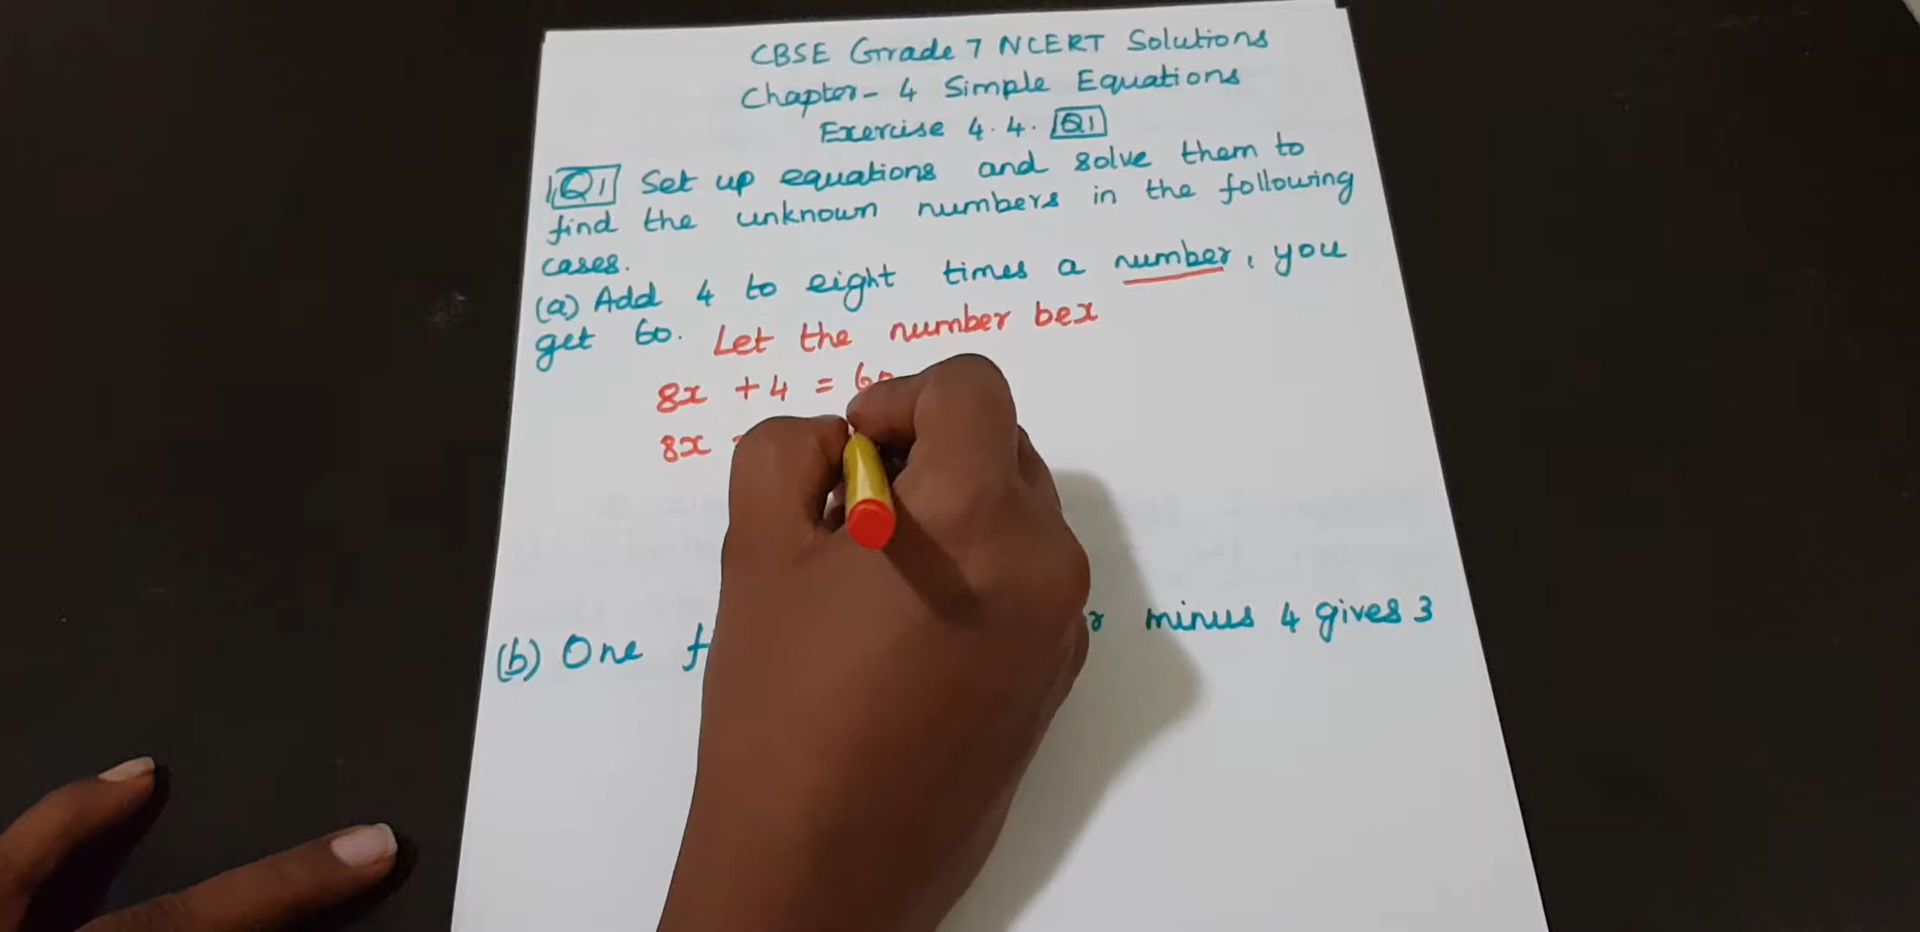 CBSE Grade 7 NCERT Solutions
Chapter- 4 Simple Equations
Exercise 4.4. Q1
Q1 Set up equations and solve them to
find the unknown numbers in the following
cases.
(a) Add 4 to eight times a number, you
get 60. Let the number be x
8x + 4 = 60
8x
(b) One minus 4 gives 3